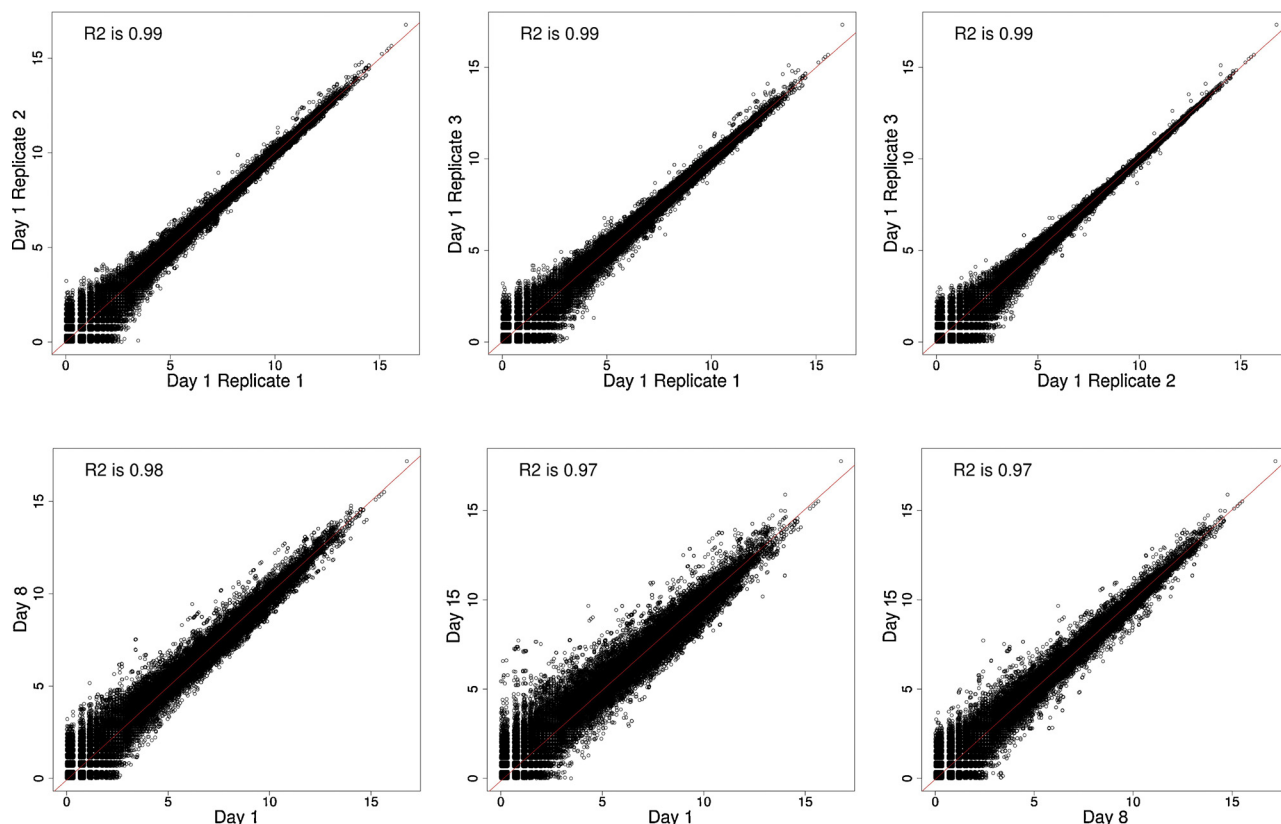 R2 is 0.99
Day 1 Replicate 2
0 5 10 15
0 5 10 15
Day 1 Replicate 1
R2 is 0.99
Day 1 Replicate 3
0 5 10 15
0 5 10 15
Day 1 Replicate 1
R2 is 0.99
Day 1 Replicate 3
0 5 10 15
0 5 10 15
Day 1 Replicate 2
R2 is 0.98
Day 8
0 5 10 15
0 5 10 15
Day 1
R2 is 0.97
Day 15
0 5 10 15
0 5 10 15
Day 1
R2 is 0.97
Day 15
0 5 10 15
0 5 10 15
Day 8